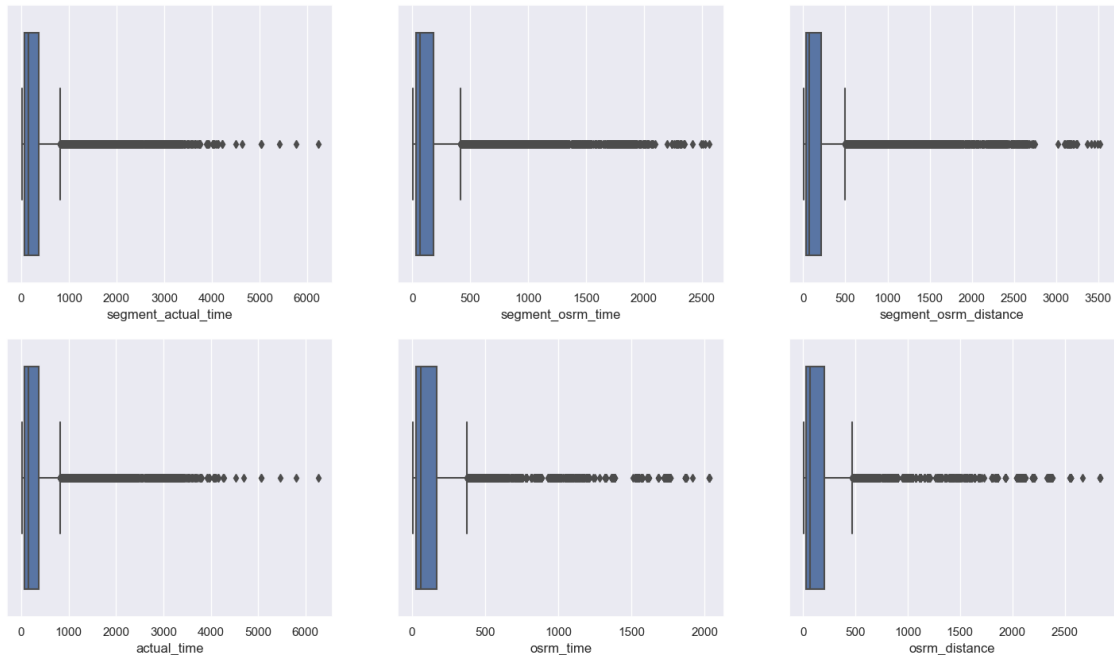 0 1000 2000 3000 4000 5000 6000
segment_actual_time
0 500 1000 1500 2000 2500
segment_osrm_time
0 500 1000 1500 2000 2500 3000 3500
segment_osrm_distance
0 1000 2000 3000 4000 5000 6000
actual_time
0 500 1000 1500 2000
osrm_time
0 500 1000 1500 2000 2500
osrm_distance